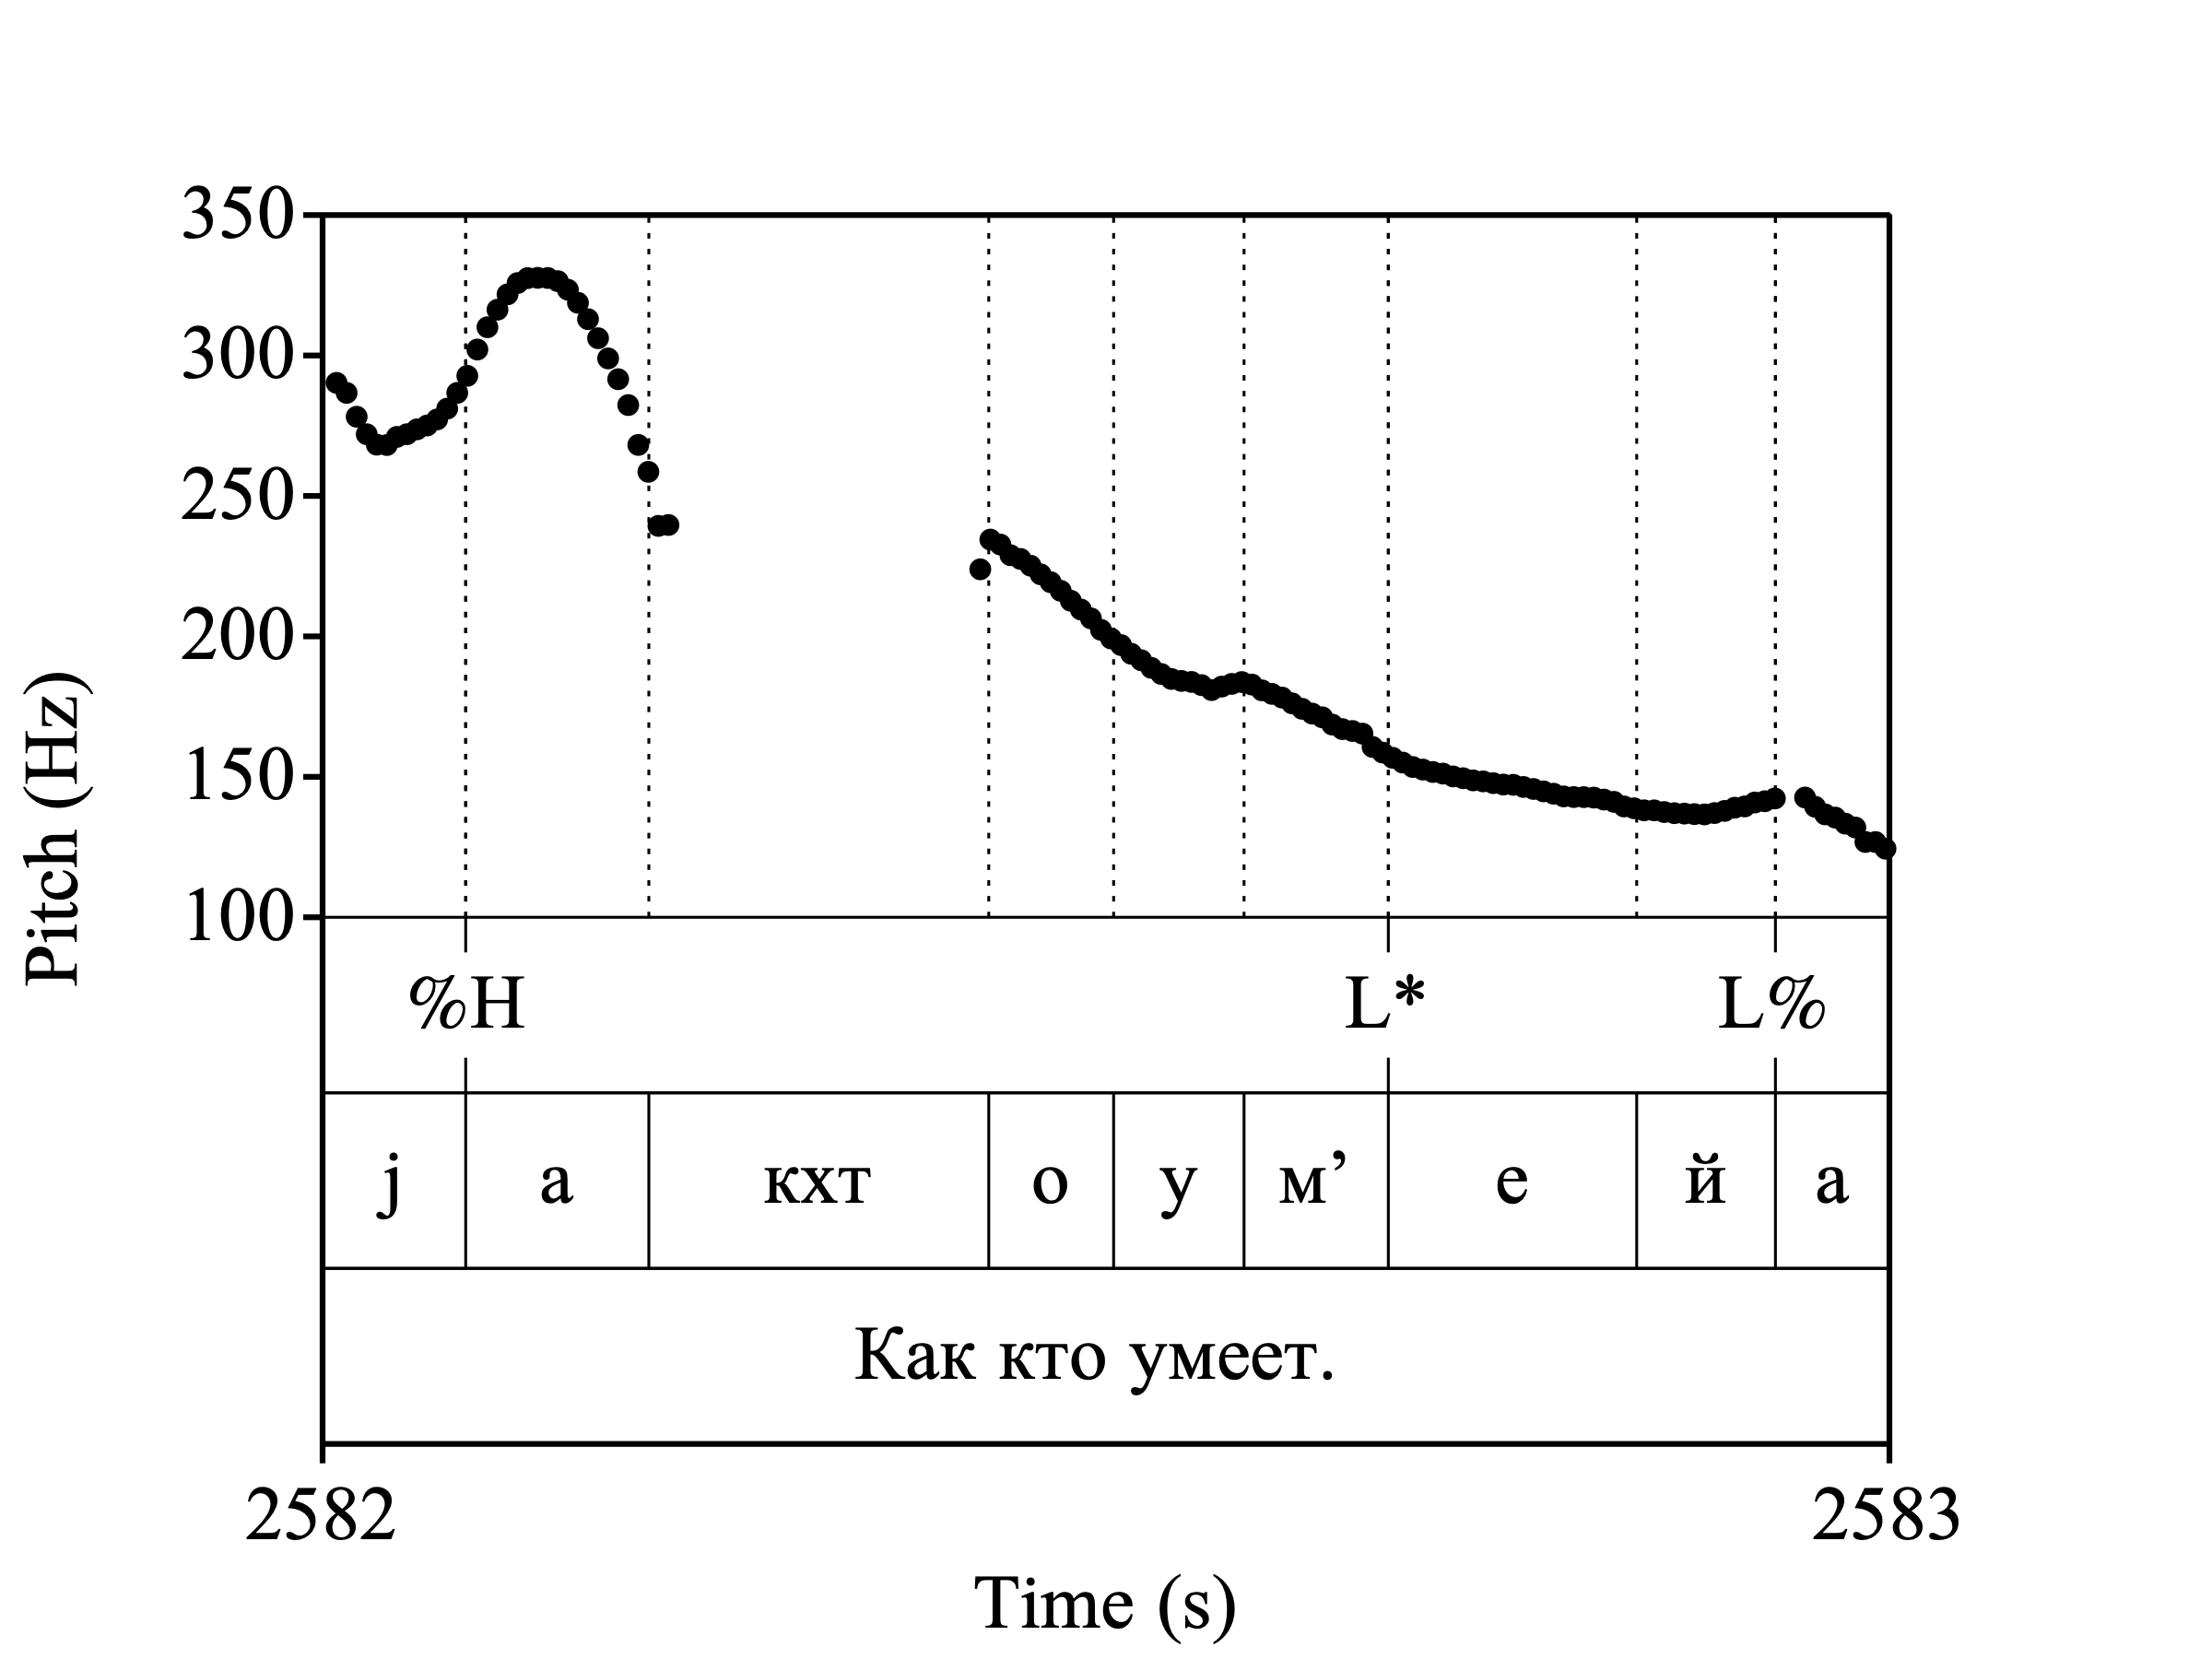 350
300
250
200
150
100
Pitch (Hz)
%H L* L%
j а кхт о у м’ е й а
Как кто умеет.
2582 2583
Time (s)